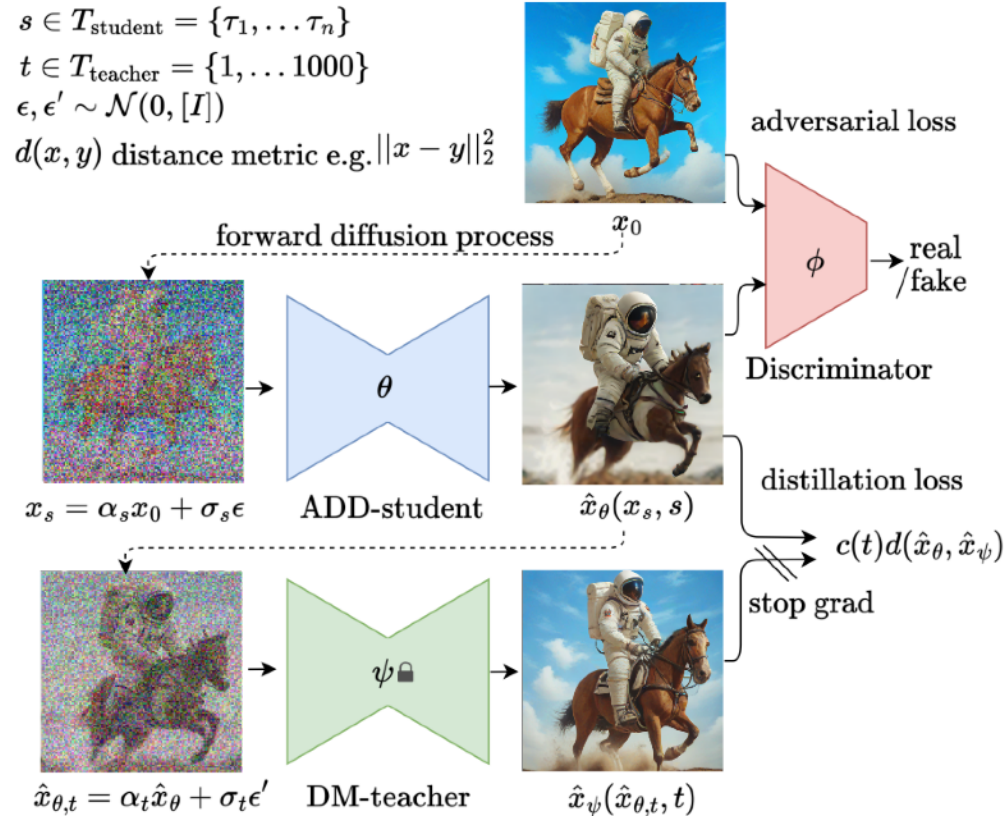 s ∈ T_student = {τ_1, … τ_n}
t ∈ T_teacher = {1, … 1000}
ϵ, ϵ′ ∼ 𝒩(0, [I])
d(x, y) distance metric e.g. ||x − y||_2^2
adversarial loss
x_0
forward diffusion process
ϕ
real
/fake
Discriminator
θ
x_s = α_s x_0 + σ_s ϵ
ADD-student
x̂_θ(x_s, s)
distillation loss
c(t)d(x̂_θ, x̂_ψ)
stop grad
ψ
x̂_θ,t = α_t x̂_θ + σ_t ϵ′
DM-teacher
x̂_ψ(x̂_θ,t, t)